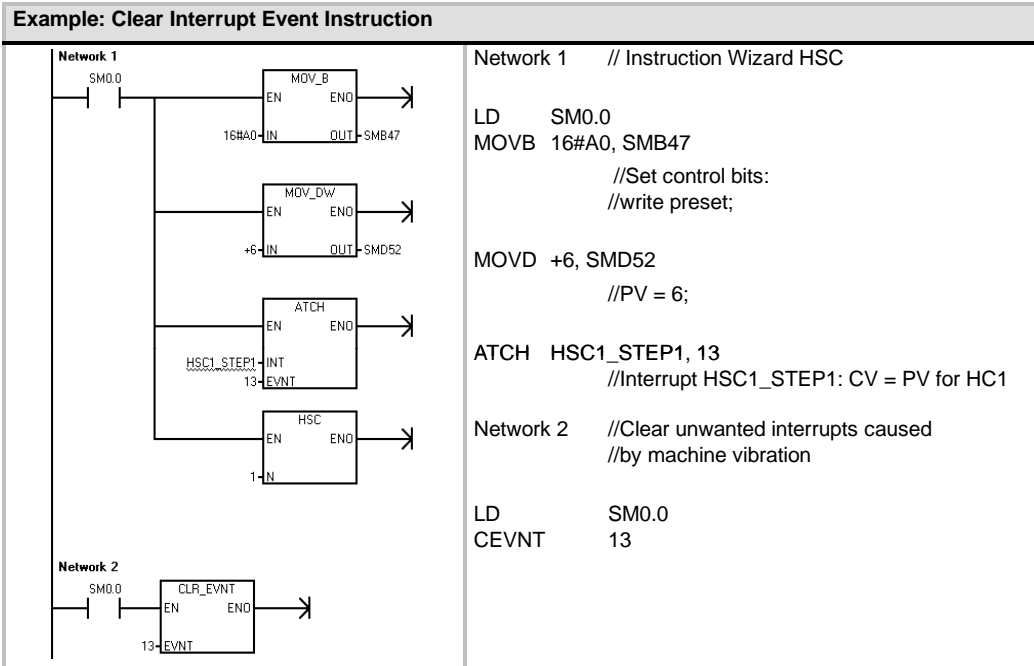 Example: Clear Interrupt Event Instruction
Network 1
SM0.0
MOV_B
EN ENO
16#A0 IN OUT SMB47
MOV_DW
EN ENO
+6 IN OUT SMD52
ATCH
EN ENO
HSC1_STEP1 INT
13 EVNT
HSC
EN ENO
1 N
Network 2
SM0.0
CLR_EVNT
EN ENO
13 EVNT
Network 1 // Instruction Wizard HSC
LD SM0.0
MOVB 16#A0, SMB47
//Set control bits:
//write preset;
MOVD +6, SMD52
//PV = 6;
ATCH HSC1_STEP1, 13
//Interrupt HSC1_STEP1: CV = PV for HC1
Network 2 //Clear unwanted interrupts caused
//by machine vibration
LD SM0.0
CEVNT 13